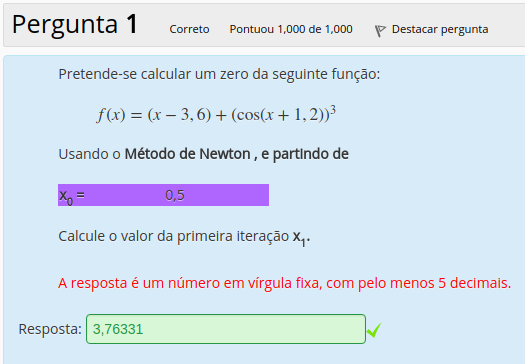 Pergunta 1 Correto Pontuou 1,000 de 1,000 Destacar pergunta
Pretende-se calcular um zero da seguinte função:
f(x) = (x − 3, 6) + (cos(x + 1, 2))³
Usando o Método de Newton , e partindo de
x₀ = 0,5
Calcule o valor da primeira iteração x₁.
A resposta é um número em vírgula fixa, com pelo menos 5 decimais.
Resposta: 3,76331